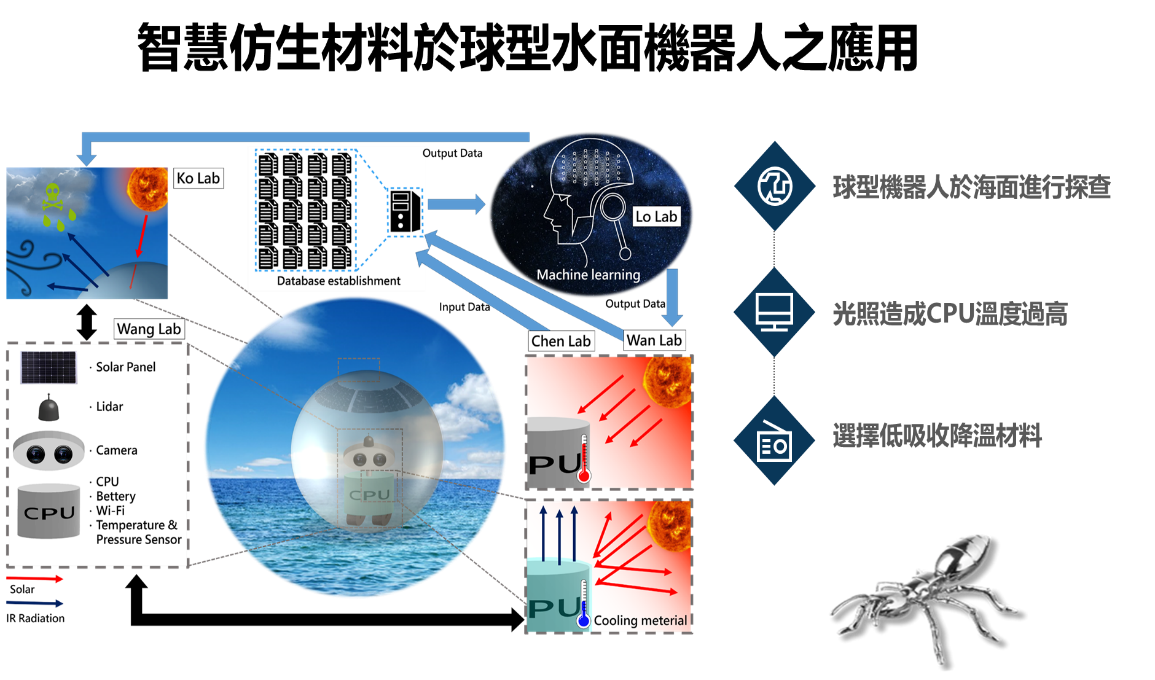 智慧仿生材料於球型水面機器人之應用
Output Data
Ko Lab
Lo Lab
Machine learning
Database establishment
Output Data
Input Data
Wang Lab
Chen Lab
Wan Lab
· Solar Panel
· Lidar
· Camera
· CPU
· Bettery
· Wi-Fi
· Temperature &
Pressure Sensor
CPU
CPU
PU
PU
Cooling meterial
Solar
IR Radiation
球型機器人於海面進行探查
光照造成CPU溫度過高
選擇低吸收降溫材料